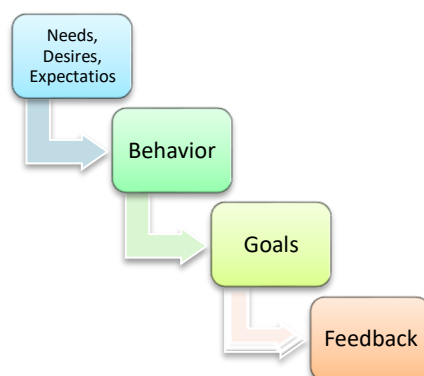 Needs,
Desires,
Expectatios
Behavior
Goals
Feedback